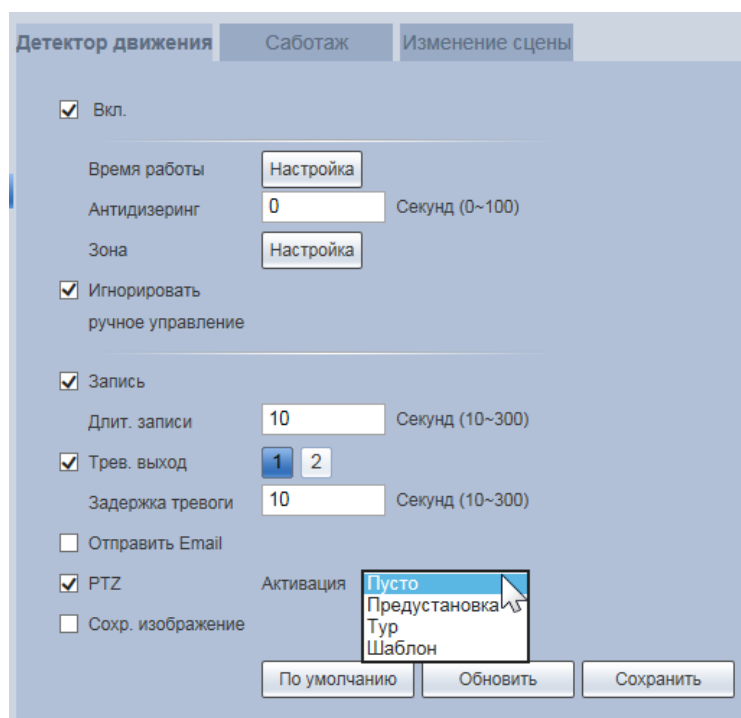 Детектор движения Саботаж Изменение сцены
Вкл.
Время работы Настройка
Антидизеринг 0 Секунд (0~100)
Зона Настройка
Игнорировать
ручное управление
Запись
Длит. записи 10 Секунд (10~300)
Трев. выход 1 2
Задержка тревоги 10 Секунд (10~300)
Отправить Email
PTZ Активация Пусто
Предустановка
Сохр. изображение Тур
Шаблон
По умолчанию Обновить Сохранить